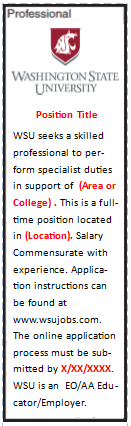 Professional
WASHINGTON STATE
UNIVERSITY
Position Title
WSU seeks a skilled
professional to per-
form specialist duties
in support of (Area or
College) . This is a full-
time position located
in (Location). Salary
Commensurate with
experience. Applica-
tion instructions can
be found at
www.wsujobs.com.
The online application
process must be sub-
mitted by X/XX/XXXX.
WSU is an EO/AA Edu-
cator/Employer.